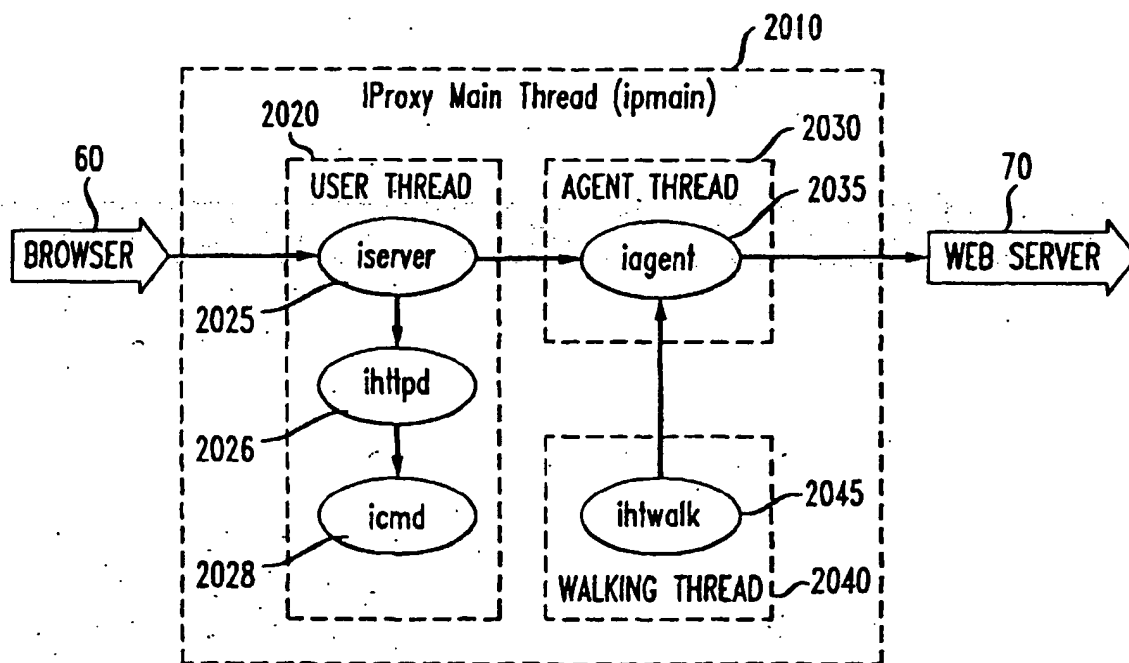 2010
IProxy Main Thread (ipmain)
2020
2030
60
USER THREAD
AGENT THREAD
2035
70
BROWSER
iserver
iagent
WEB SERVER
2025
ihttpd
2026
icmd
ihtwalk
2045
2028
WALKING THREAD
2040